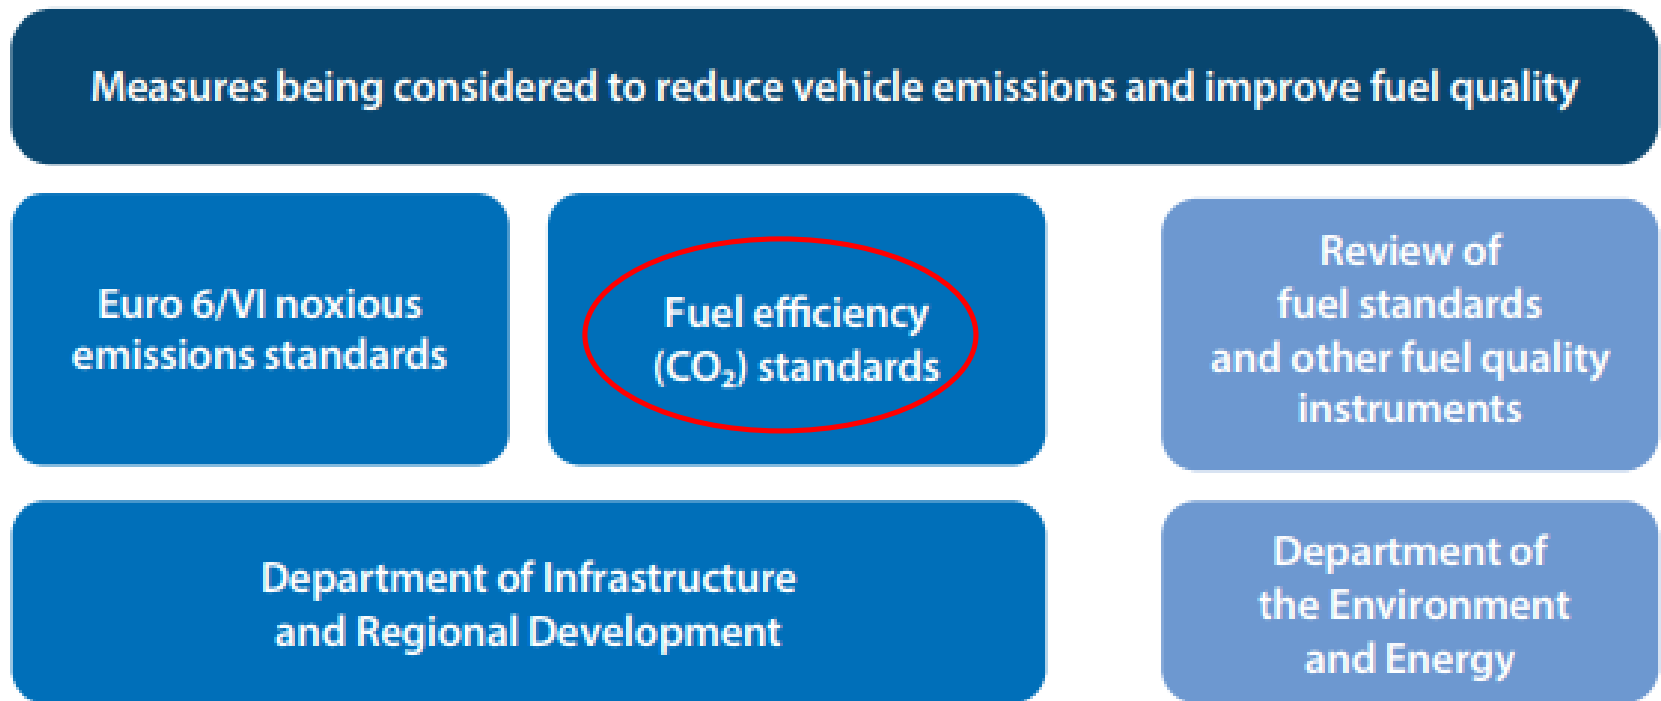 Measures being considered to reduce vehicle emissions and improve fuel quality
Euro 6/VI noxious
emissions standards
Fuel efficiency
(CO₂) standards
Review of
fuel standards
and other fuel quality
instruments
Department of Infrastructure
and Regional Development
Department of
the Environment
and Energy